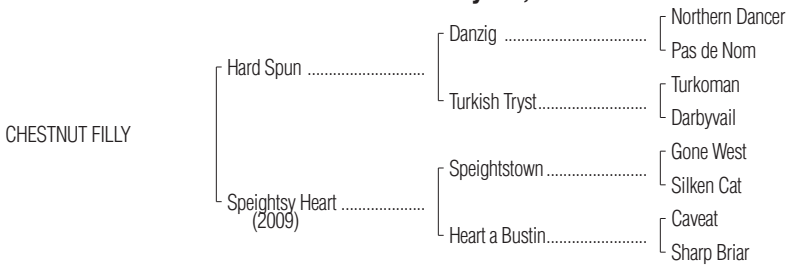 Northern Dancer
Danzig ................................
Pas de Nom
Hard Spun ..........................
Turkoman
Turkish Tryst........................
Darbyvail
CHESTNUT FILLY
Gone West
Speightstown .......................
Silken Cat
Speightsy Heart ...................
(2009)
Caveat
Heart a Bustin.......................
Sharp Briar